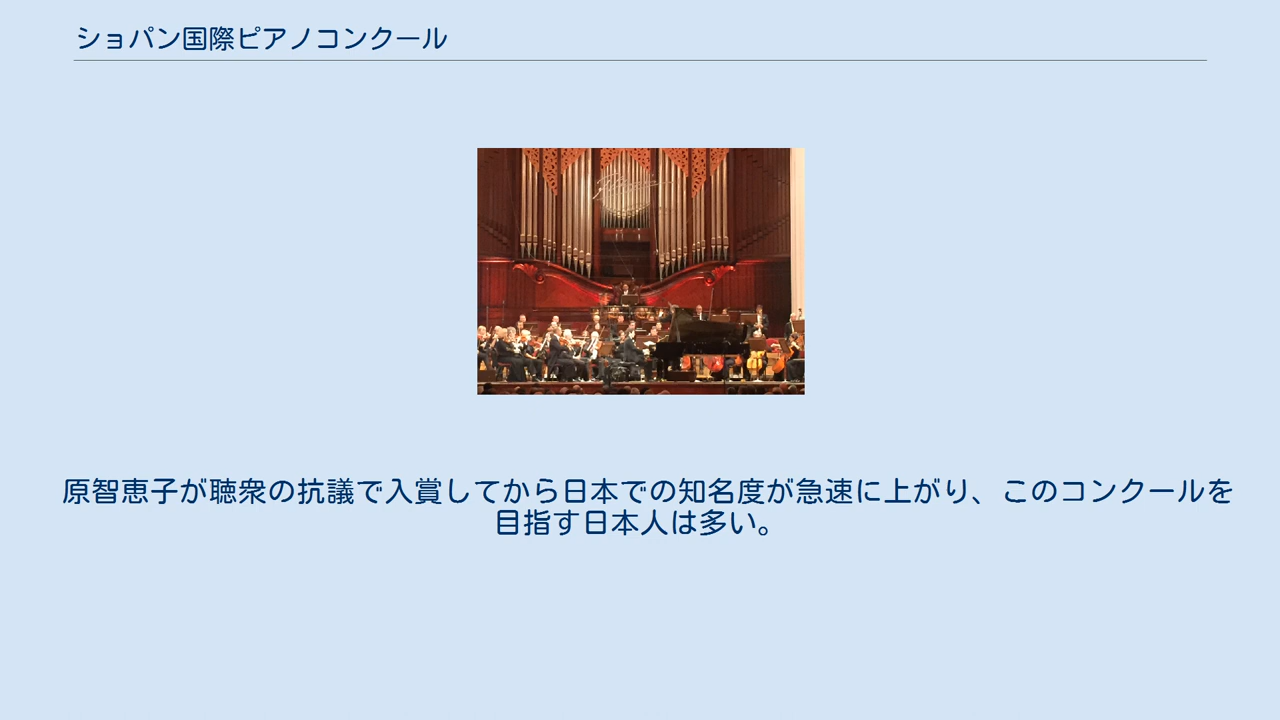 ショパン国際ピアノコンクール
原智恵子が聴衆の抗議で入賞してから日本での知名度が急速に上がり、このコンクールを
目指す日本人は多い。